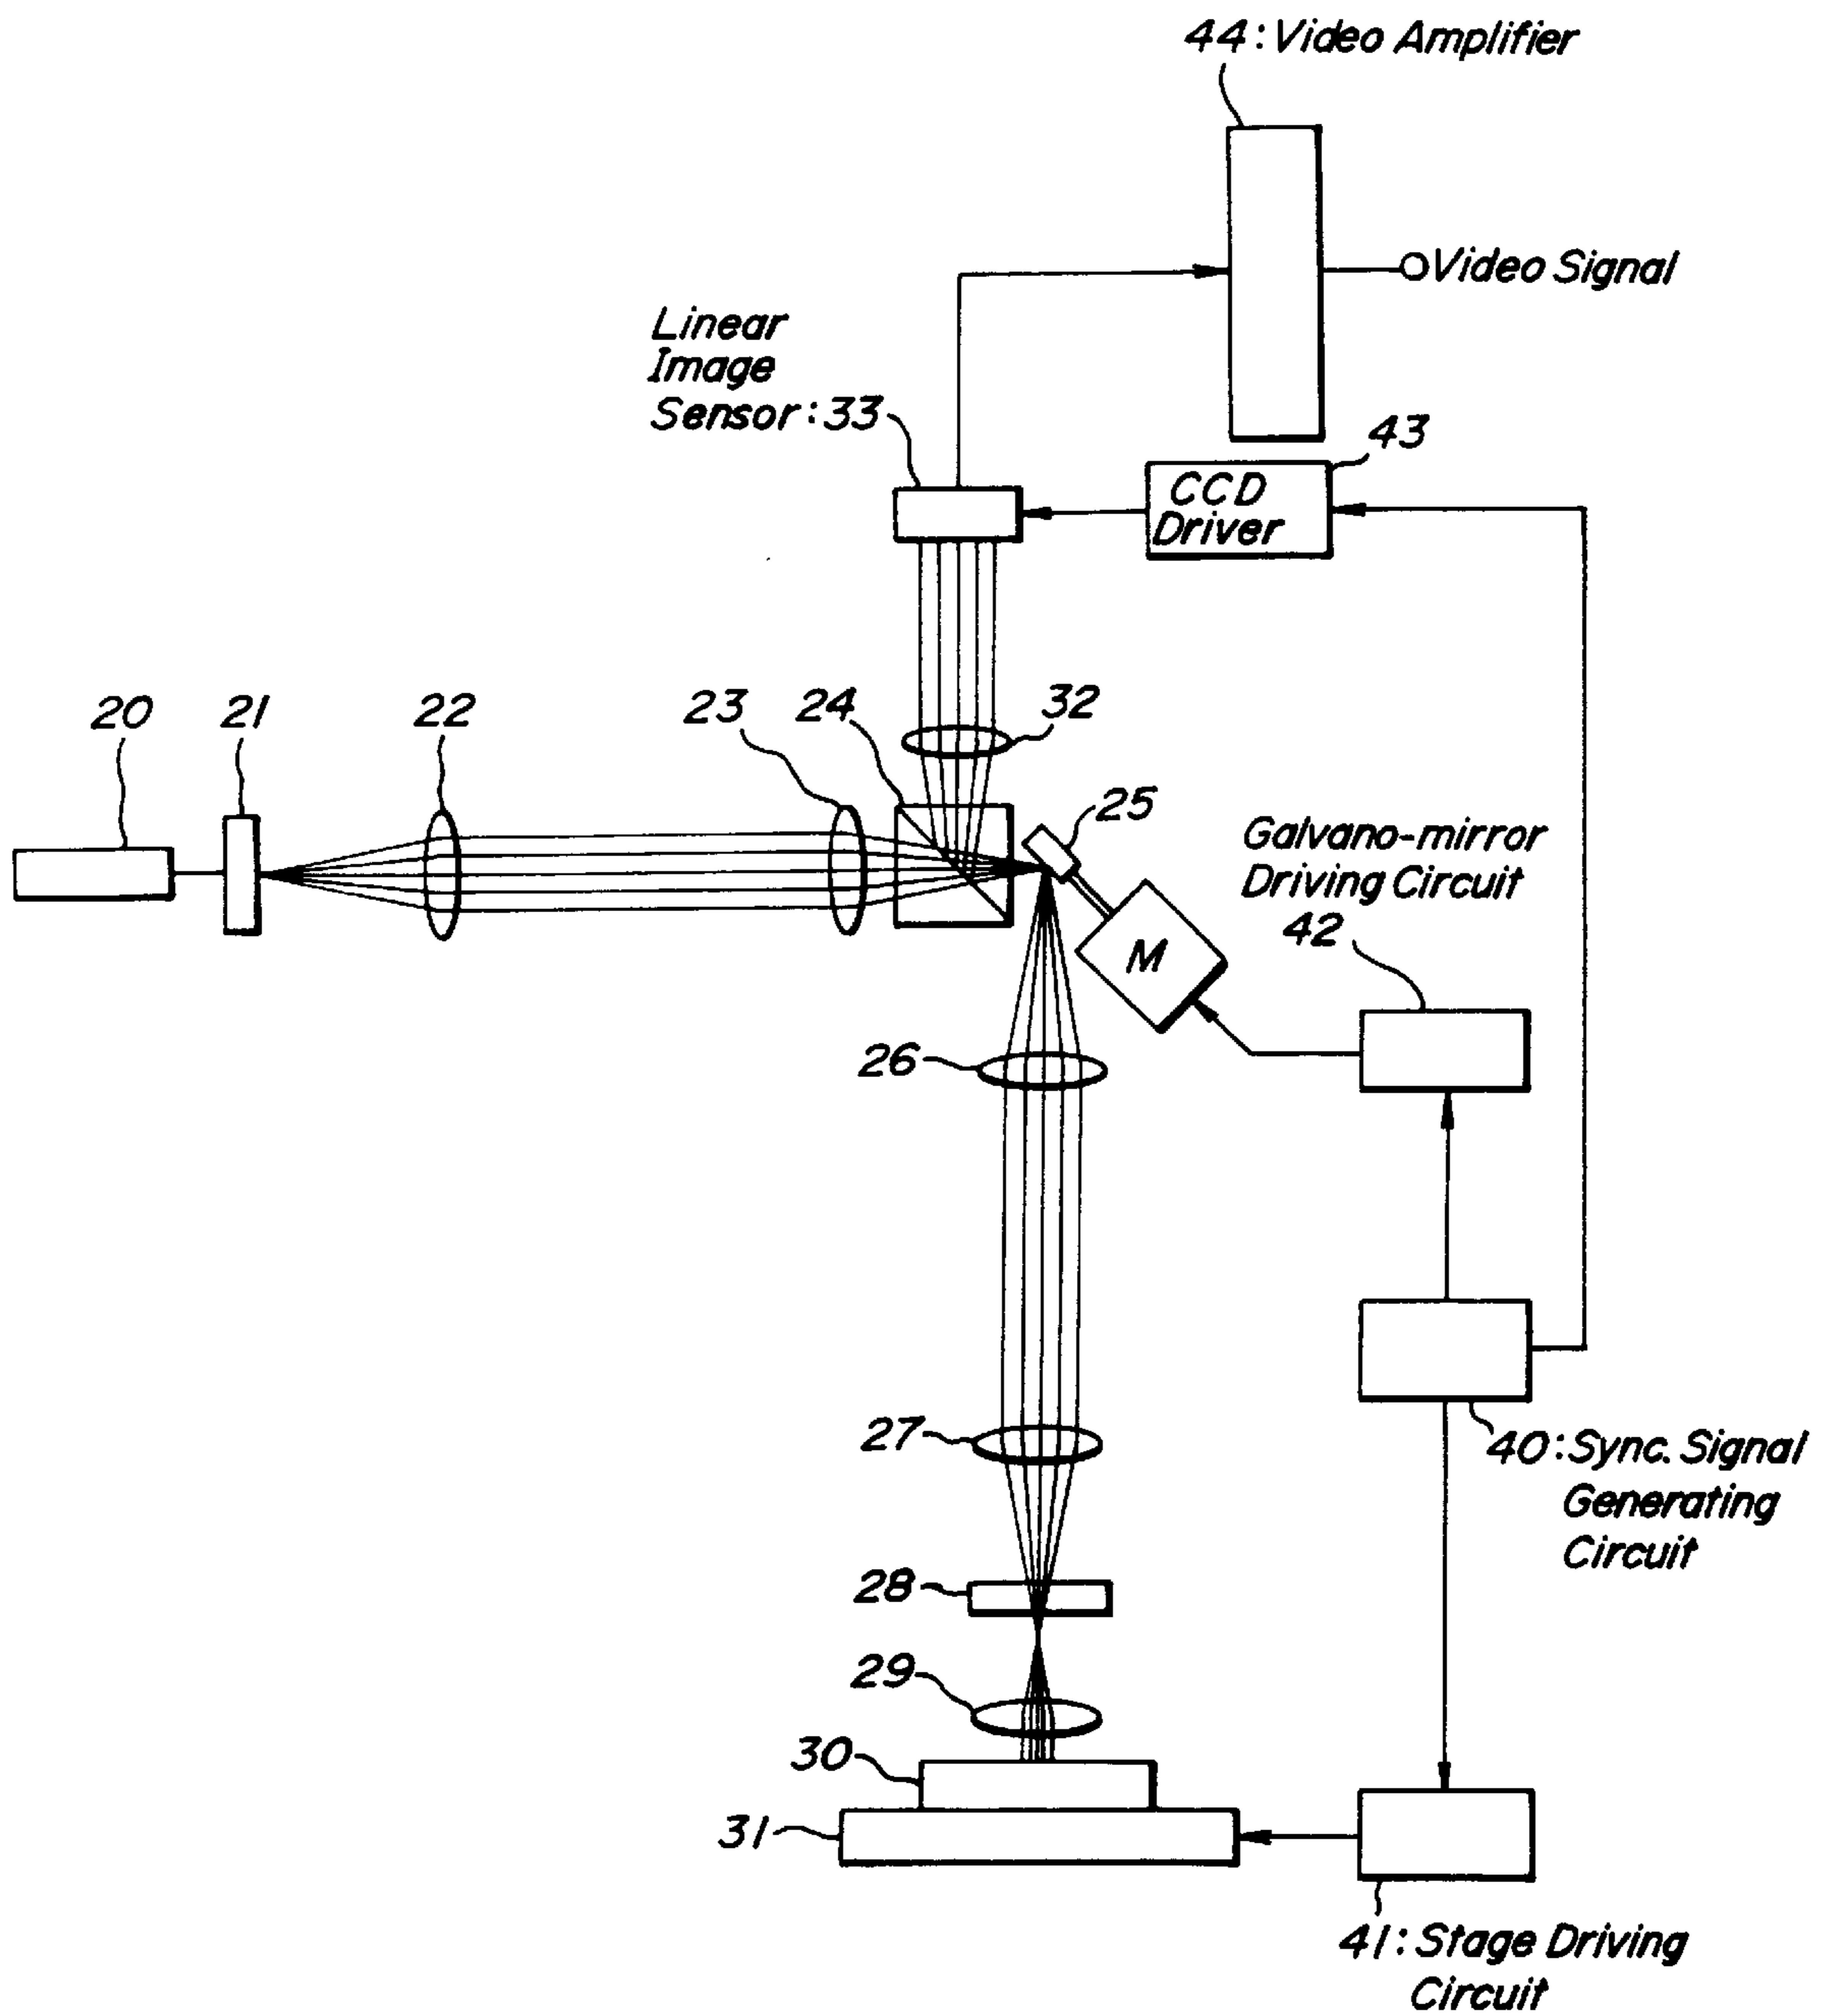 44:Video Amplifier
Video Signal
Linear
Image
Sensor:33
43
CCD
Driver
20
21
22
23
24
32
25
Galvano-mirror
Driving Circuit
42
M
26
27
40:Sync. Signal
Generating
Circuit
28
29
30
31
41:Stage Driving
Circuit